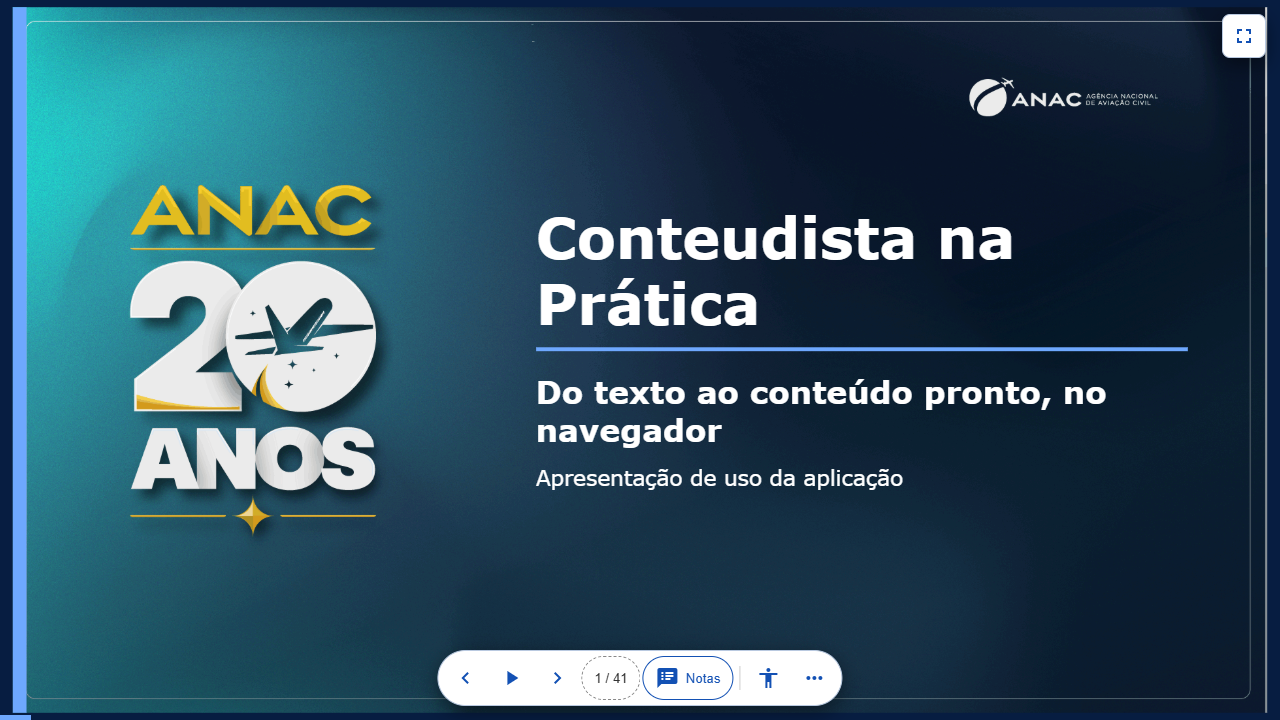 ANAC AGÊNCIA NACIONAL
DE AVIAÇÃO CIVIL
ANAC
20
ANOS
Conteudista na
Prática
Do texto ao conteúdo pronto, no
navegador
Apresentação de uso da aplicação
1 / 41
Notas